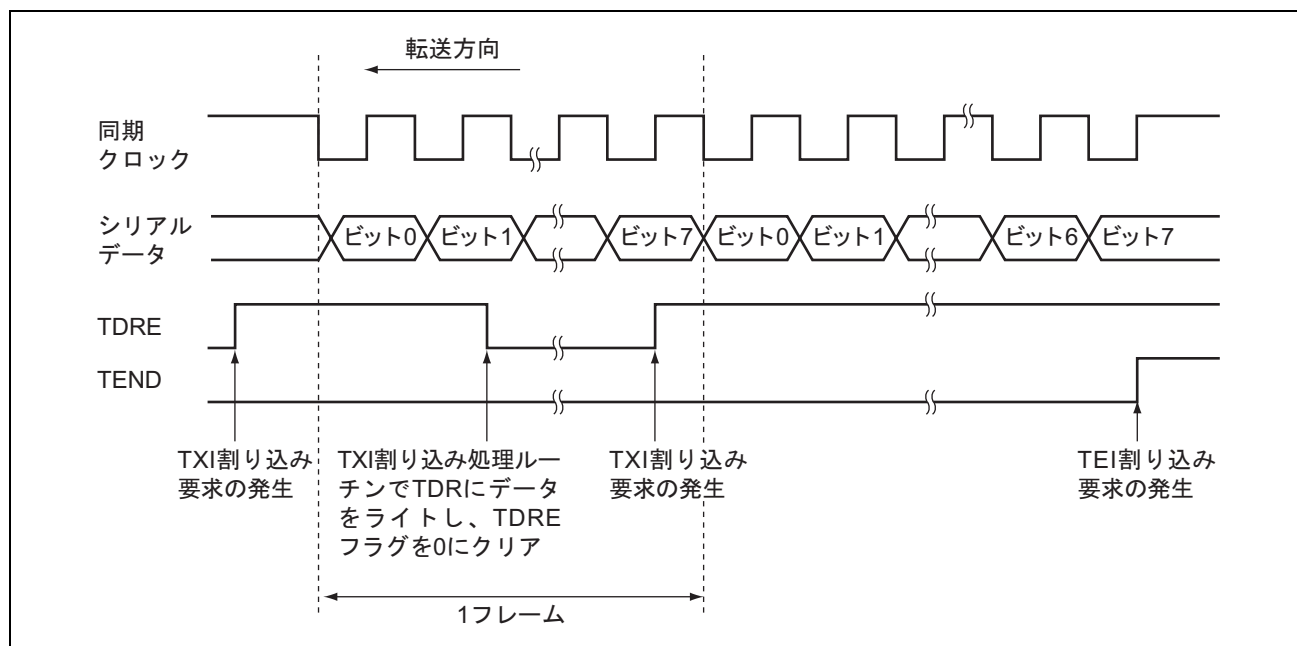 転送方向
同期
クロック
シリアル
データ
ビット0
ビット1
ビット7
ビット0
ビット1
ビット6
ビット7
TDRE
TEND
TXI割り込み
要求の発生
TXI割り込み処理ルー
チンでTDRにデータ
をライトし、TDRE
フラグを0にクリア
TXI割り込み
要求の発生
TEI割り込み
要求の発生
1フレーム